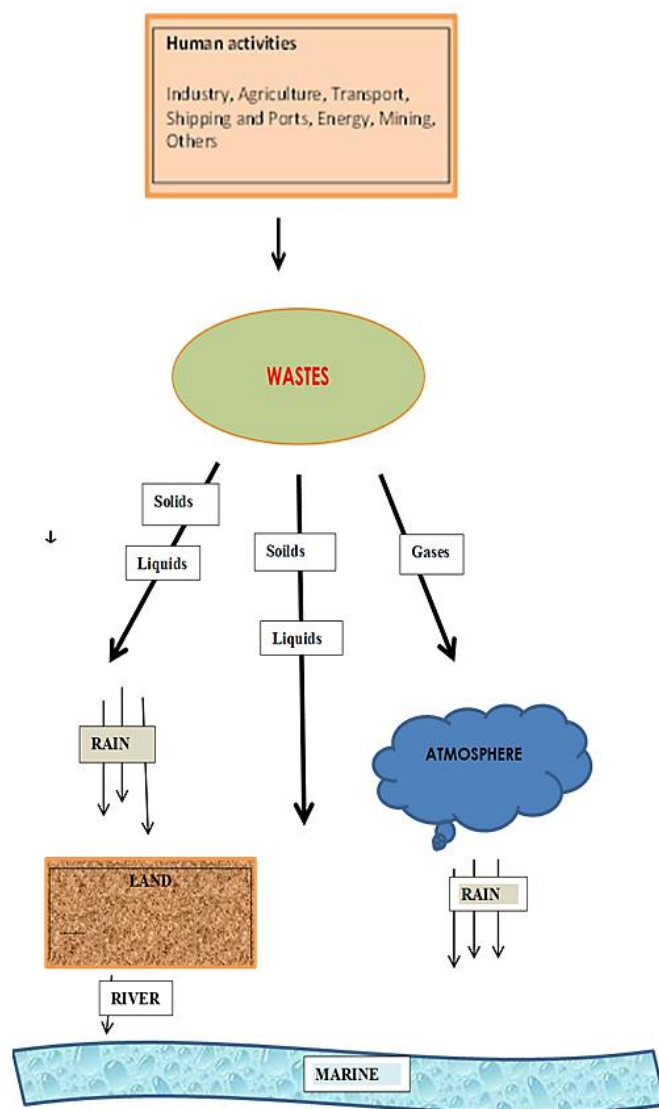 Human activities
Industry, Agriculture, Transport,
Shipping and Ports, Energy, Mining,
Others
WASTES
Solids
Liquids
Soilds
Liquids
Gases
RAIN
ATMOSPHERE
LAND
RAIN
RIVER
MARINE